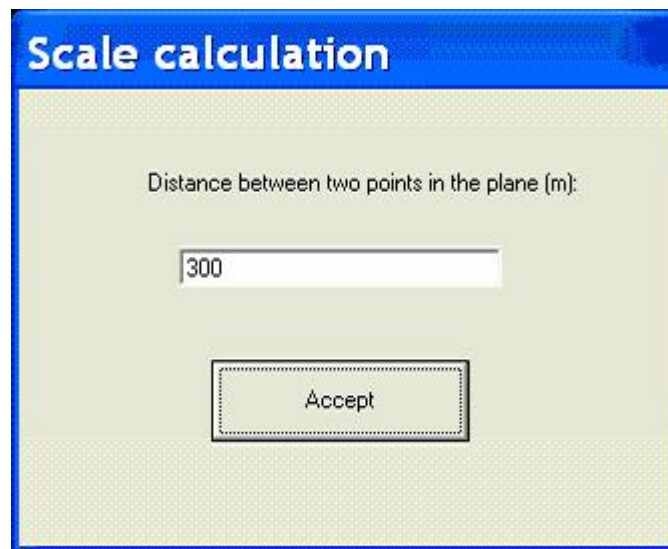 Scale calculation
Distance between two points in the plane (m):
300
Accept